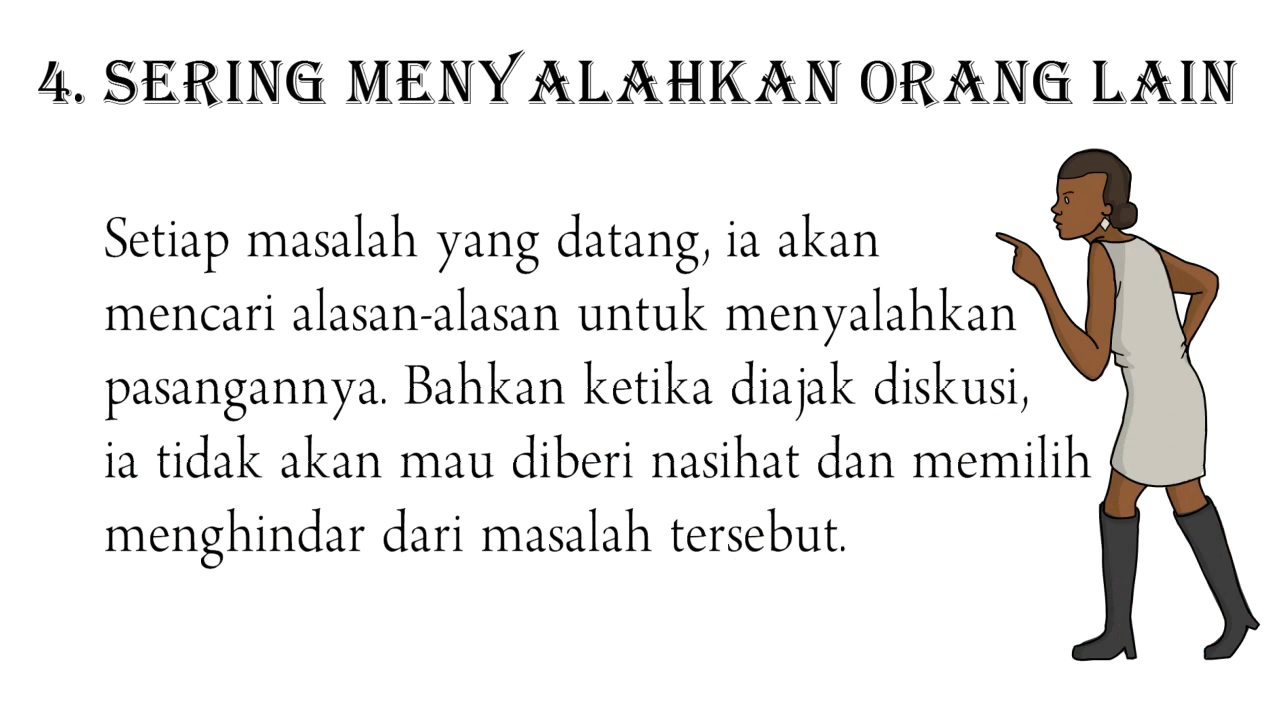 4. SERING MENYALAHKAN ORANG LAIN
Setiap masalah yang datang, ia akan
mencari alasan-alasan untuk menyalahkan
pasangannya. Bahkan ketika diajak diskusi,
ia tidak akan mau diberi nasihat dan memilih
menghindar dari masalah tersebut.